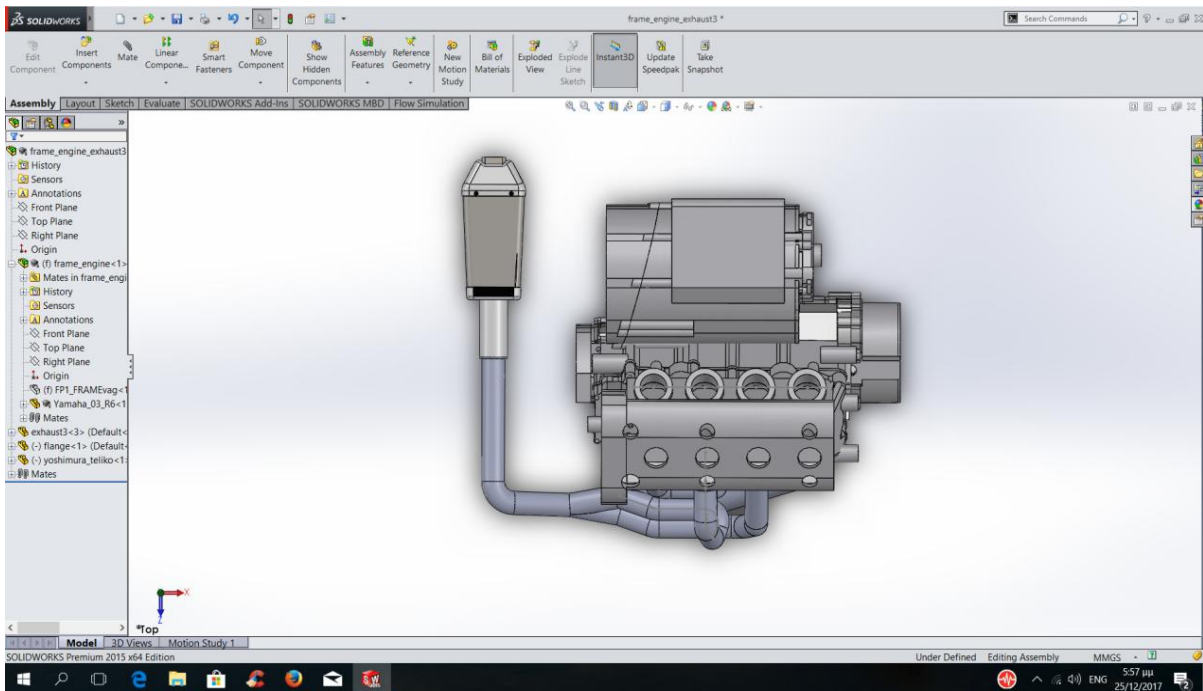 SOLIDWORKS
frame_engine_exhaust3 *
Search Commands
Edit Component
Insert Components
Mate
Linear Compone...
Smart Fasteners
Move Component
Show Hidden Components
Assembly Features
Reference Geometry
New Motion Study
Bill of Materials
Exploded View
Explode Line Sketch
Instant3D
Update Speedpak
Take Snapshot
Assembly Layout Sketch Evaluate SOLIDWORKS Add-Ins SOLIDWORKS MBD Flow Simulation
frame_engine_exhaust3
History
Sensors
Annotations
Front Plane
Top Plane
Right Plane
Origin
(f) frame_engine<1>
Mates in frame_engi
History
Sensors
Annotations
Front Plane
Top Plane
Right Plane
Origin
(f) FP1_FRAMEvag<1
Yamaha_03_R6<1
Mates
exhaust3<3> (Default<
(-) flange<1> (Default<
(-) yoshimura_teliko<1>
Mates
X
Z
*Top
Model 3D Views Motion Study 1
SOLIDWORKS Premium 2015 x64 Edition
Under Defined Editing Assembly MMGS
ENG
5:57 μμ
25/12/2017